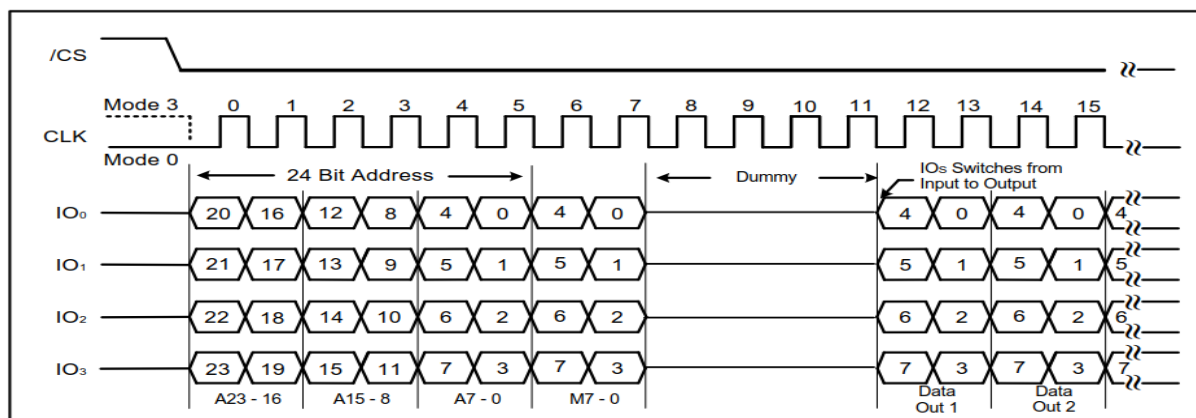 /CS
Mode 3 0 1 2 3 4 5 6 7 8 9 10 11 12 13 14 15
CLK
Mode 0
24 Bit Address Dummy IOs Switches from
Input to Output
IO₀ 20 16 12 8 4 0 4 0 4 0 4 0 4
IO₁ 21 17 13 9 5 1 5 1 5 1 5 1 5
IO₂ 22 18 14 10 6 2 6 2 6 2 6 2 6
IO₃ 23 19 15 11 7 3 7 3 7 3 7 3 7
A23 - 16 A15 - 8 A7 - 0 M7 - 0 Data Data
Out 1 Out 2